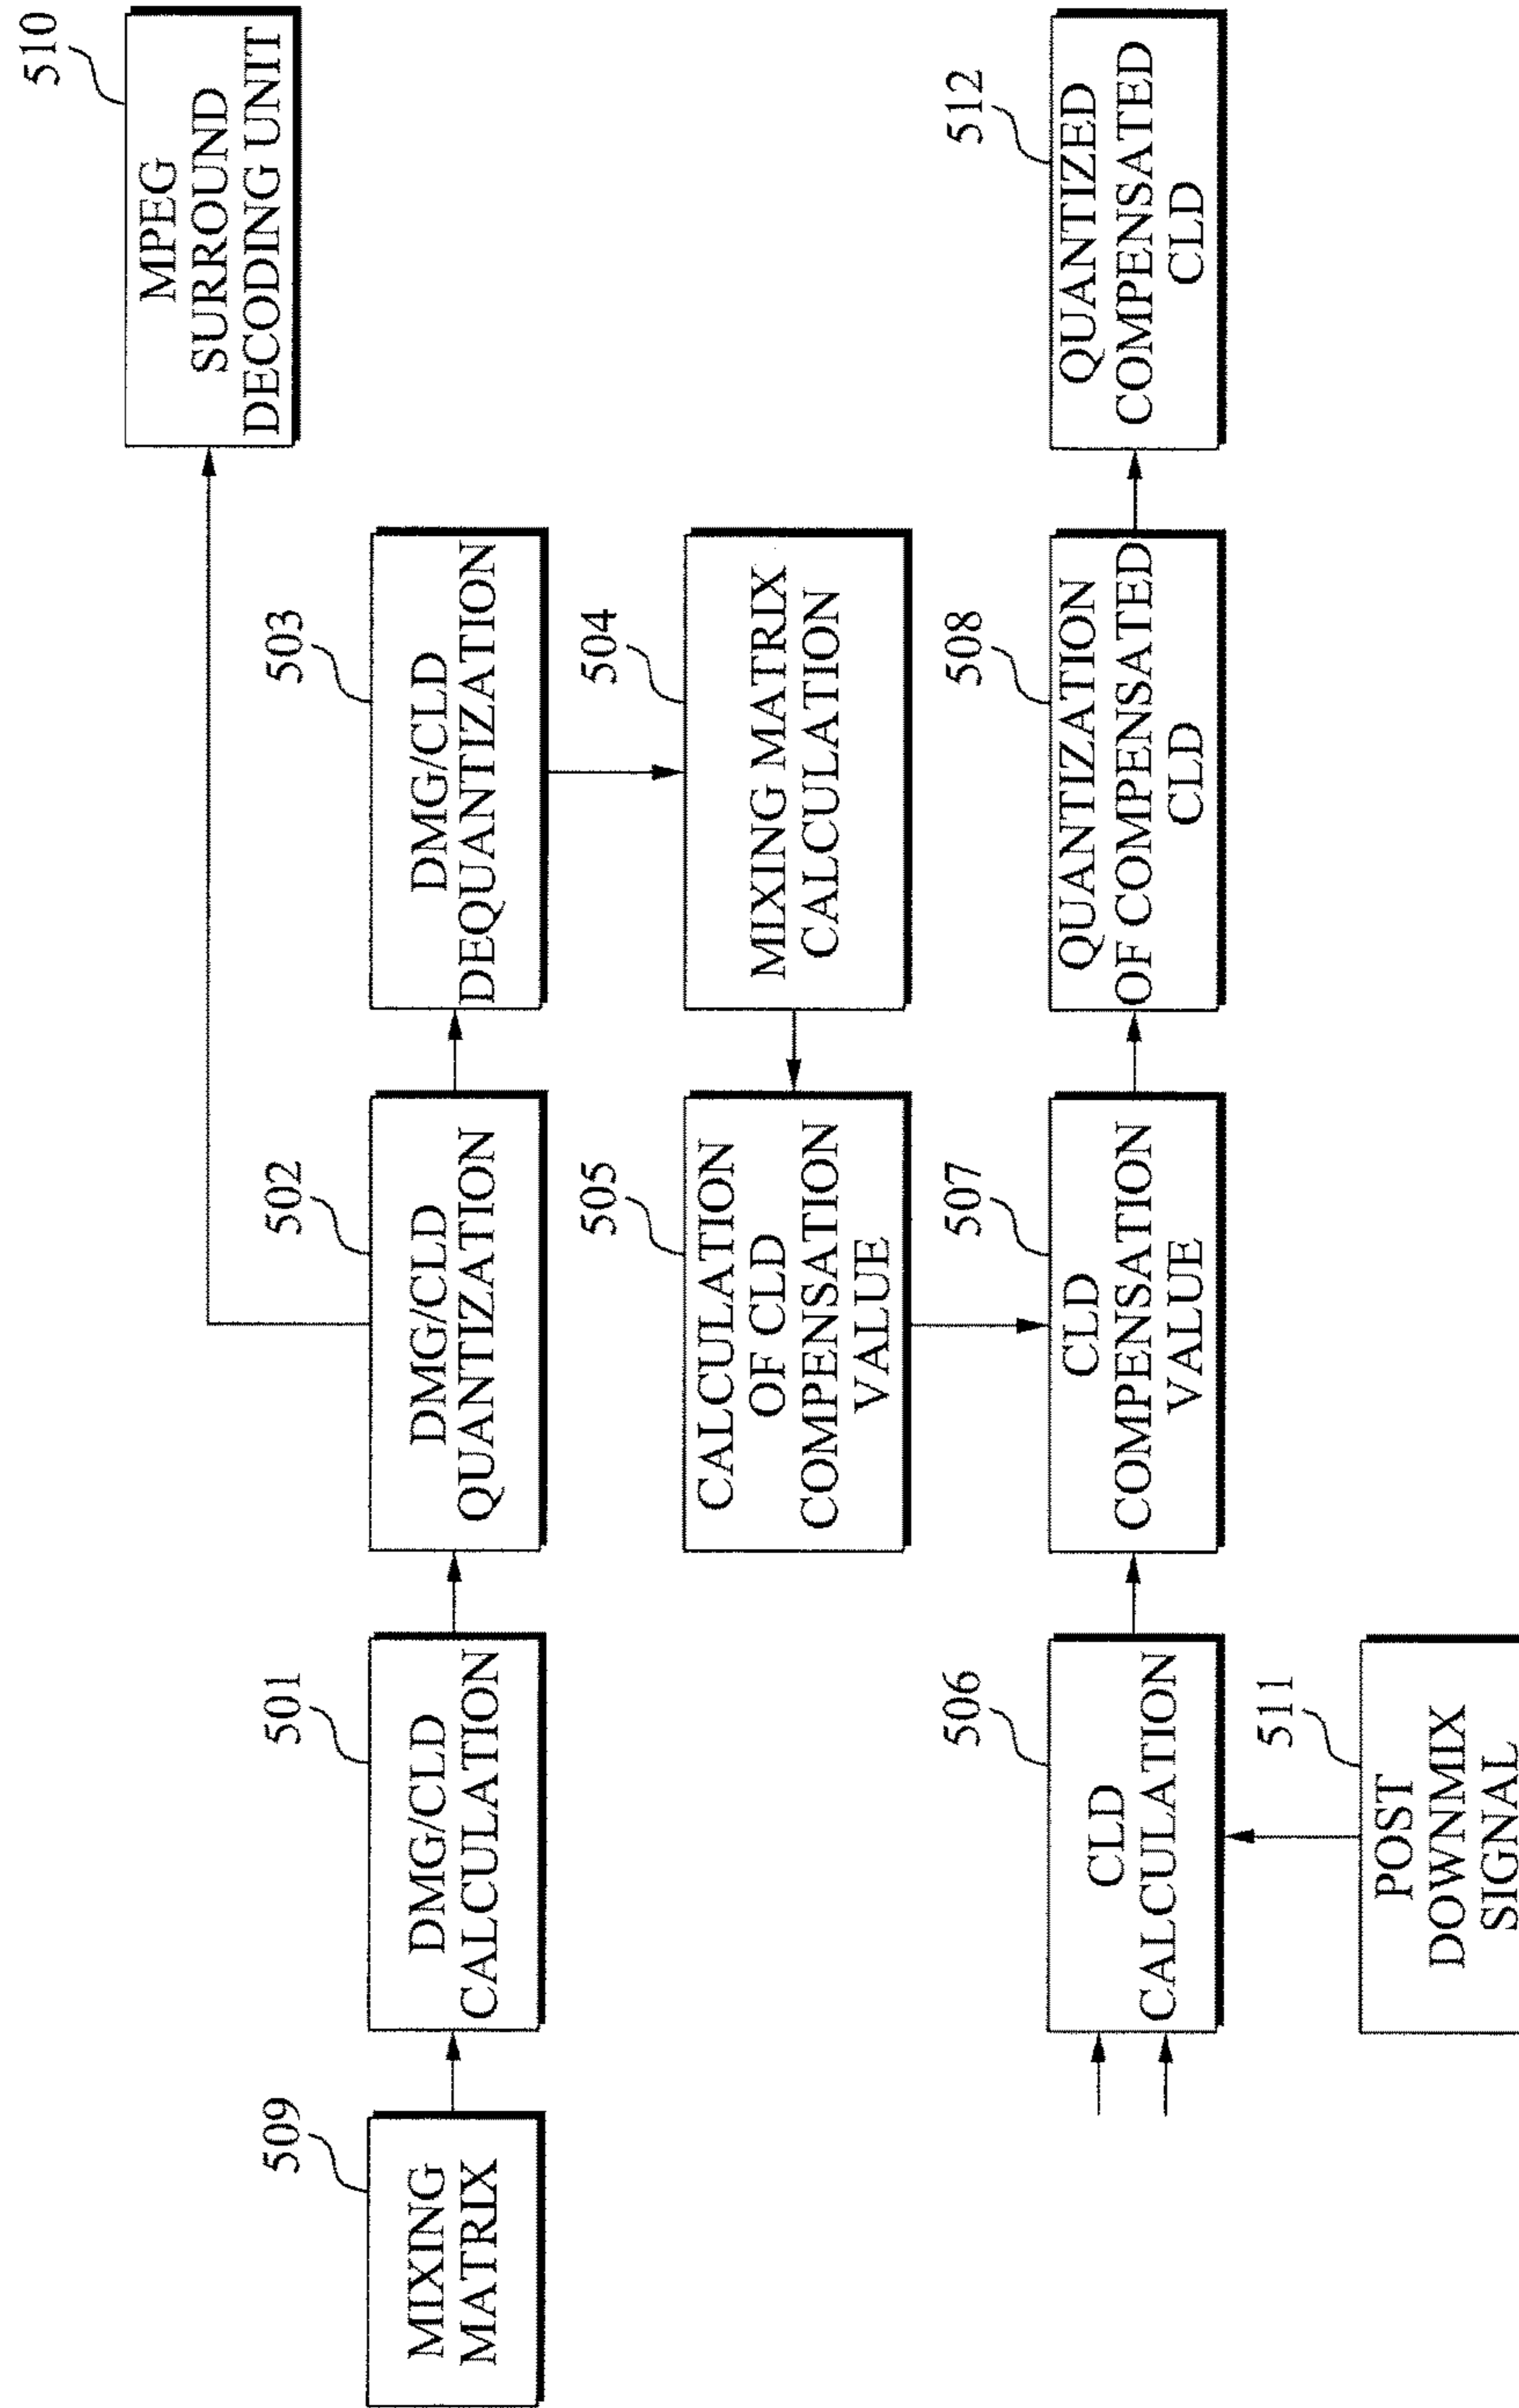 510
MPEG
SURROUND
DECODING UNIT
509
MIXING
MATRIX
501
DMG/CLD
CALCULATION
502
DMG/CLD
QUANTIZATION
503
DMG/CLD
DEQUANTIZATION
505
CALCULATION
OF CLD
COMPENSATION
VALUE
504
MIXING MATRIX
CALCULATION
506
CLD
CALCULATION
507
CLD
COMPENSATION
VALUE
508
QUANTIZATION
OF COMPENSATED
CLD
512
QUANTIZED
COMPENSATED
CLD
511
POST
DOWNMIX
SIGNAL